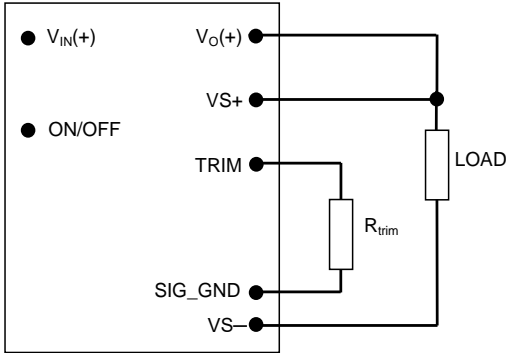 VIN(+) VO(+)
VS+
ON/OFF
LOAD
TRIM
Rtrim
SIG_GND
VS─